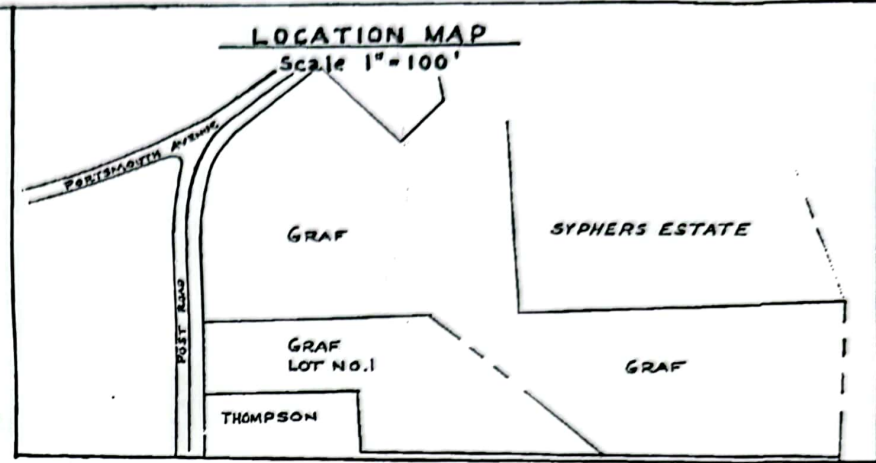 LOCATION MAP
Scale 1" = 100'
PORTSMOUTH AVENUE
GRAF
SYPHERS ESTATE
POST ROAD
GRAF
LOT NO.1
GRAF
THOMPSON